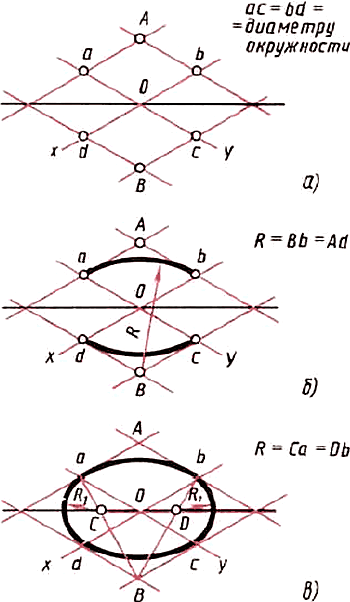 ac = bd =
= диаметру
окружности
A
a
b
O
x
d
c
y
B
а)
A
a
b
R = Bb = Ad
O
R
x
d
c
y
B
б)
A
a
b
R = Ca = Db
R₁
O
R₁
C
D
x
d
c
y
B
в)